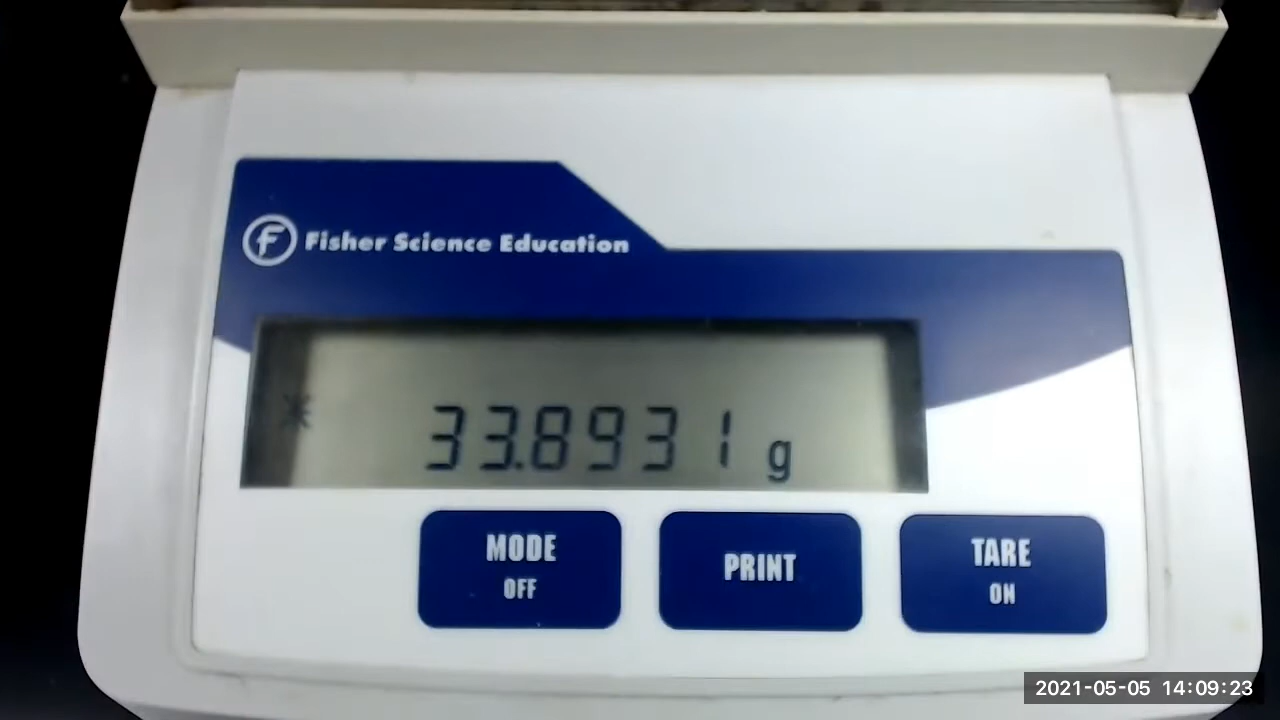 Fisher Science Education
33.8931 g
MODE
OFF
PRINT
TARE
ON
2021-05-05 14:09:23